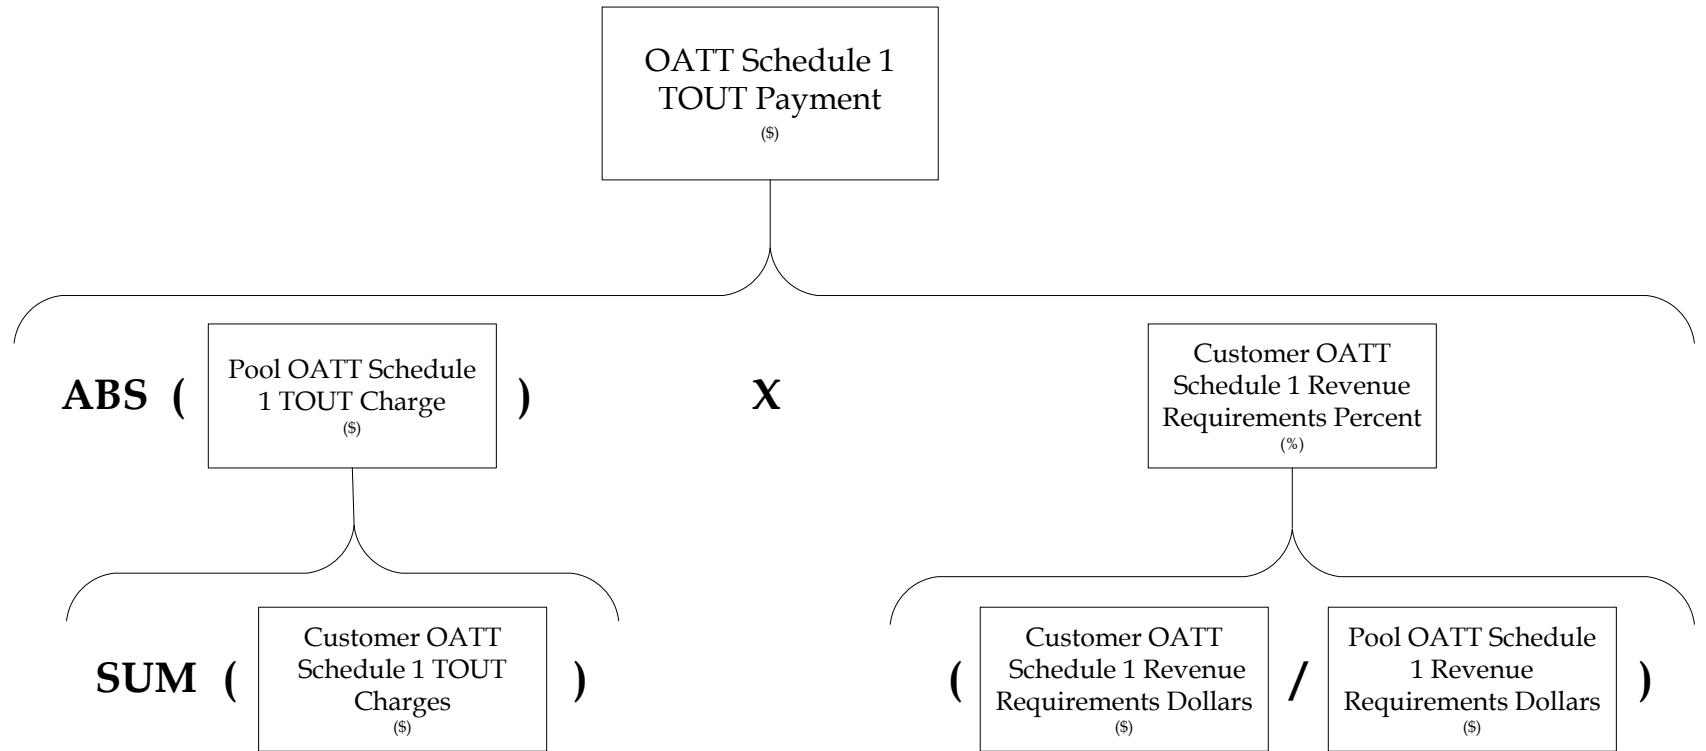 OATT Schedule 1
TOUT Payment
($)
ABS (
Pool OATT Schedule
1 TOUT Charge
($)
)
X
Customer OATT
Schedule 1 Revenue
Requirements Percent
(%)
SUM (
Customer OATT
Schedule 1 TOUT
Charges
($)
)
(
Customer OATT
Schedule 1 Revenue
Requirements Dollars
($)
/
Pool OATT Schedule
1 Revenue
Requirements Dollars
($)
)